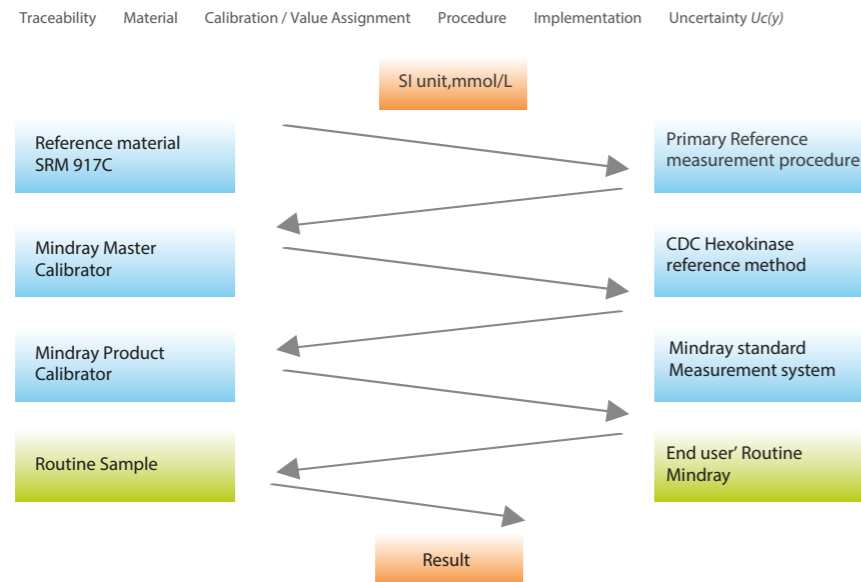 Traceability Material Calibration / Value Assignment Procedure Implementation Uncertainty Uc(y)
SI unit,mmol/L
Reference material
SRM 917C
Primary Reference
measurement procedure
Mindray Master
Calibrator
CDC Hexokinase
reference method
Mindray Product
Calibrator
Mindray standard
Measurement system
Routine Sample
End user' Routine
Mindray
Result